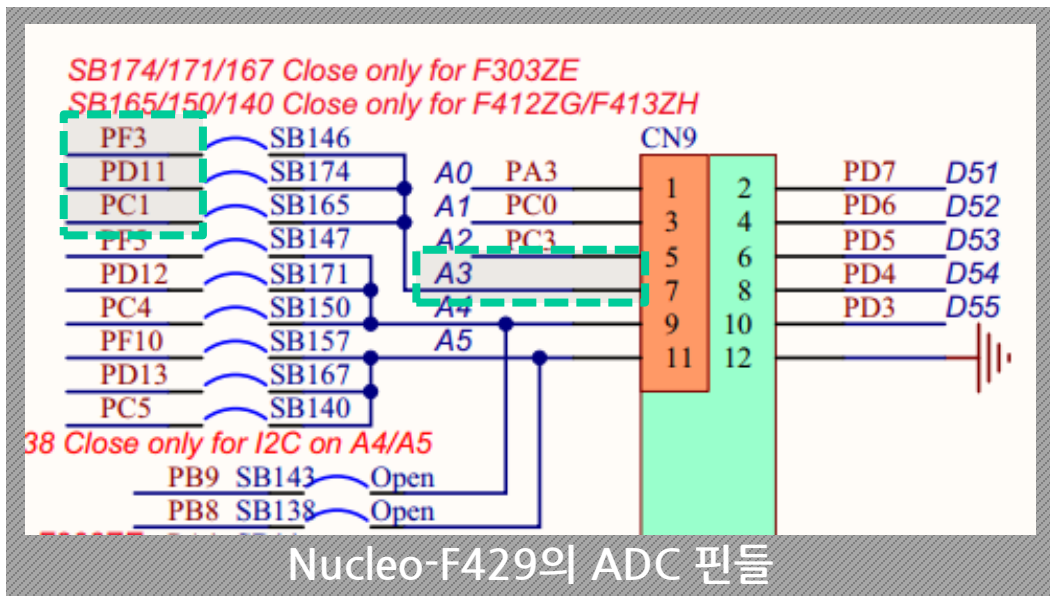 SB174/171/167 Close only for F303ZE
SB165/150/140 Close only for F412ZG/F413ZH
PF3 SB146 CN9
PD11 SB174 A0 PA3 1 2 PD7 D51
PC1 SB165 A1 PC0 3 4 PD6 D52
PF5 SB147 A2 PC3 5 6 PD5 D53
PD12 SB171 A3 7 8 PD4 D54
PC4 SB150 A4 9 10 PD3 D55
PF10 SB157 A5 11 12
PD13 SB167
PC5 SB140
38 Close only for I2C on A4/A5
PB9 SB143 Open
PB8 SB138 Open
Nucleo-F429의 ADC 핀들